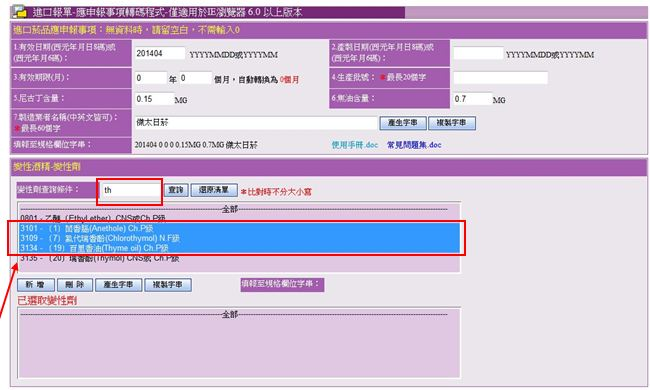 進口報單-應申報事項轉碼程式-僅適用於IE瀏覽器 6.0 以上版本
進口菸品應申報事項：無資料時，請留空白，不需輸入0
1.有效日期(西元年月日8碼)或(西元年月6碼)： 201404 YYYYMMDD或YYYYMM 2.產製日期(西元年月日8碼)或(西元年月6碼)： YYYYMMDD或YYYYMM
3.有效期限(月)： 0 年 0 個月，自動轉換為 0個月 4.生產批號：＊最長20個字
5.尼古丁含量： 0.15 MG 6.焦油含量： 0.7 MG
7.製造業者名稱(中英文皆可)：＊最長60個字 儀太日菸 產生字串 複製字串
填報至規格欄位字串： 201404 0 0 0 0.15MG 0.7MG 儀太日菸 使用手冊.doc 常見問題集.doc
變性酒精-變性劑
變性劑查詢條件： th 查詢 還原清單 ＊比對時不分大小寫
全部
0801 - 乙醚（Ethyl ether）CNS或Ch.P級
3101 -（1）茴香腦(Anethole) Ch.P級
3109 -（7）氯代瑞香酚(Chlorothymol) N.F級
3134 -（19）百里香油(Thyme oil) Ch.P級
3135 -（20）瑞香酚(Thymol) CNS或 Ch.P級
新 增 刪 除 產生字串 複製字串 填報至規格欄位字串：
已選取變性劑
全部